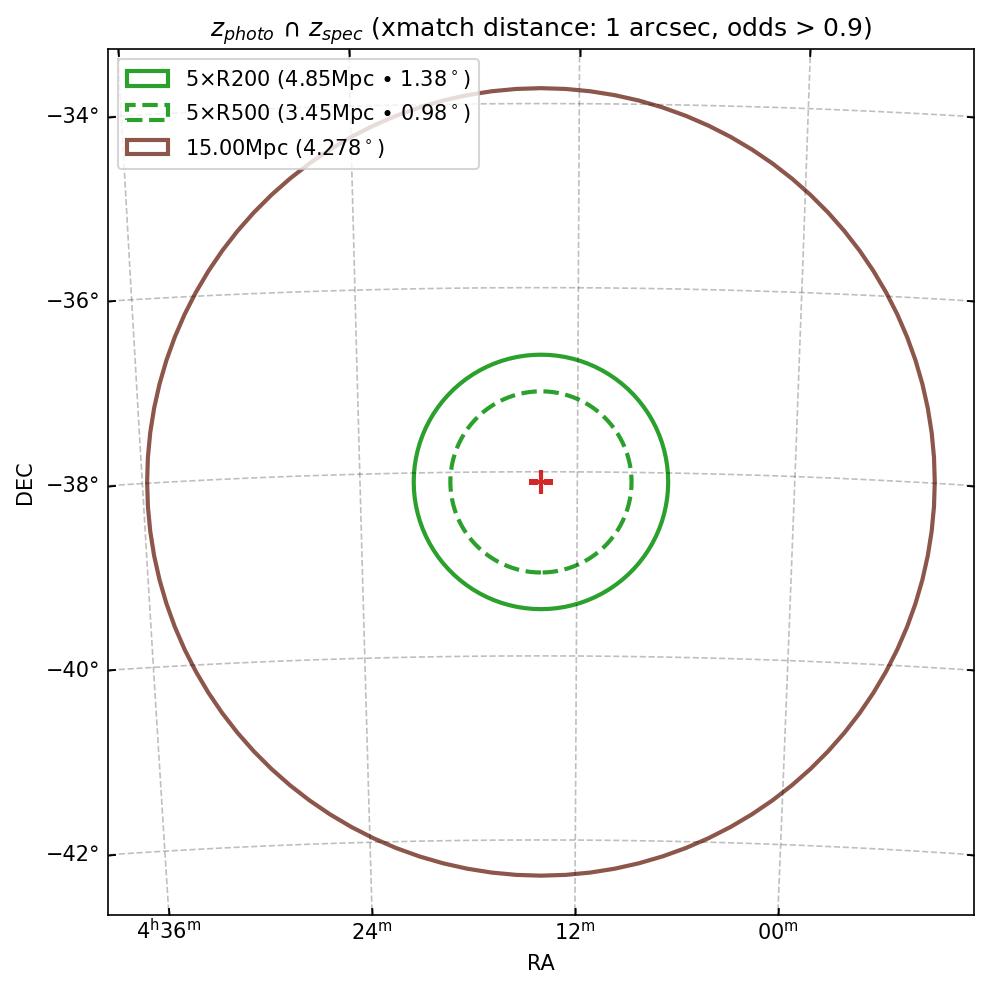 z_photo ∩ z_spec (xmatch distance: 1 arcsec, odds > 0.9)
5×R200 (4.85Mpc • 1.38°)
5×R500 (3.45Mpc • 0.98°)
15.00Mpc (4.278°)
−34°
−36°
−38°
−40°
−42°
DEC
4ʰ36ᵐ 24ᵐ 12ᵐ 00ᵐ
RA